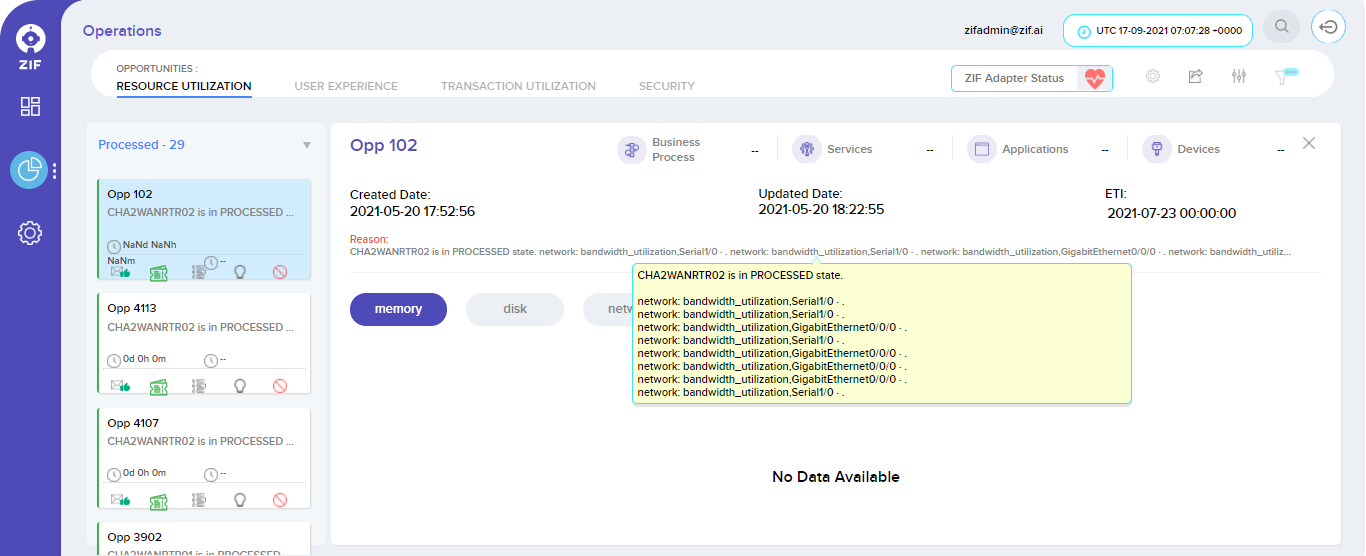 Operations
zifadmin@zif.ai
UTC 17-09-2021 07:07:28 +0000
ZIF
OPPORTUNITIES :
RESOURCE UTILIZATION
USER EXPERIENCE
TRANSACTION UTILIZATION
SECURITY
ZIF Adapter Status
Processed - 29
Opp 102
CHA2WANRTR02 is in PROCESSED ...
NaNd NaNh
NaNm
--
Opp 4113
CHA2WANRTR02 is in PROCESSED ...
0d 0h 0m
--
Opp 4107
CHA2WANRTR02 is in PROCESSED ...
0d 0h 0m
--
Opp 3902
CHA2WANRTR01 is in PROCESSED
Opp 102
Business
Process
--
Services
--
Applications
--
Devices
--
Created Date:
2021-05-20 17:52:56
Updated Date:
2021-05-20 18:22:55
ETI:
2021-07-23 00:00:00
Reason:
CHA2WANRTR02 is in PROCESSED state. network: bandwidth_utilization,Serial1/0 - . network: bandwidth_utilization,Serial1/0 - . network: bandwidth_utilization,GigabitEthernet0/0/0 - . network: bandwidth_utiliz...
memory
disk
netw
CHA2WANRTR02 is in PROCESSED state.
network: bandwidth_utilization,Serial1/0 - .
network: bandwidth_utilization,Serial1/0 - .
network: bandwidth_utilization,GigabitEthernet0/0/0 - .
network: bandwidth_utilization,Serial1/0 - .
network: bandwidth_utilization,GigabitEthernet0/0/0 - .
network: bandwidth_utilization,GigabitEthernet0/0/0 - .
network: bandwidth_utilization,GigabitEthernet0/0/0 - .
network: bandwidth_utilization,Serial1/0 - .
No Data Available